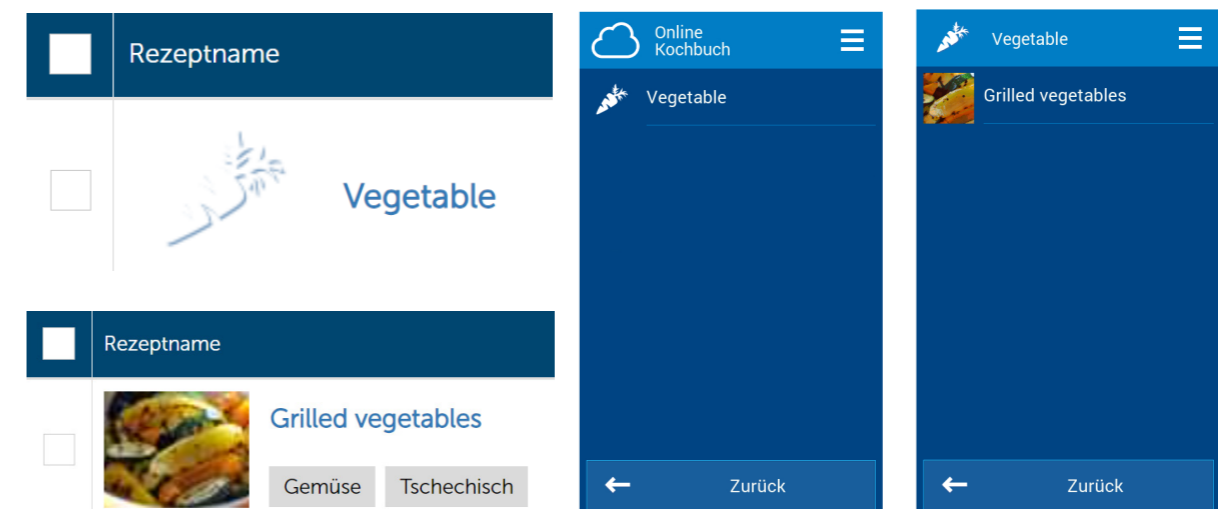 Rezeptname
Vegetable
Rezeptname
Grilled vegetables
Gemüse Tschechisch
Online
Kochbuch
Vegetable
Zurück
Vegetable
Grilled vegetables
Zurück